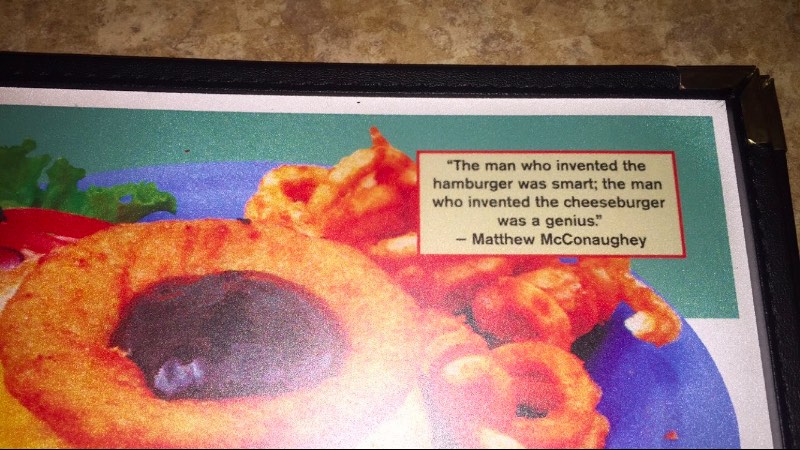 "The man who invented the
hamburger was smart; the man
who invented the cheeseburger
was a genius."
– Matthew McConaughey